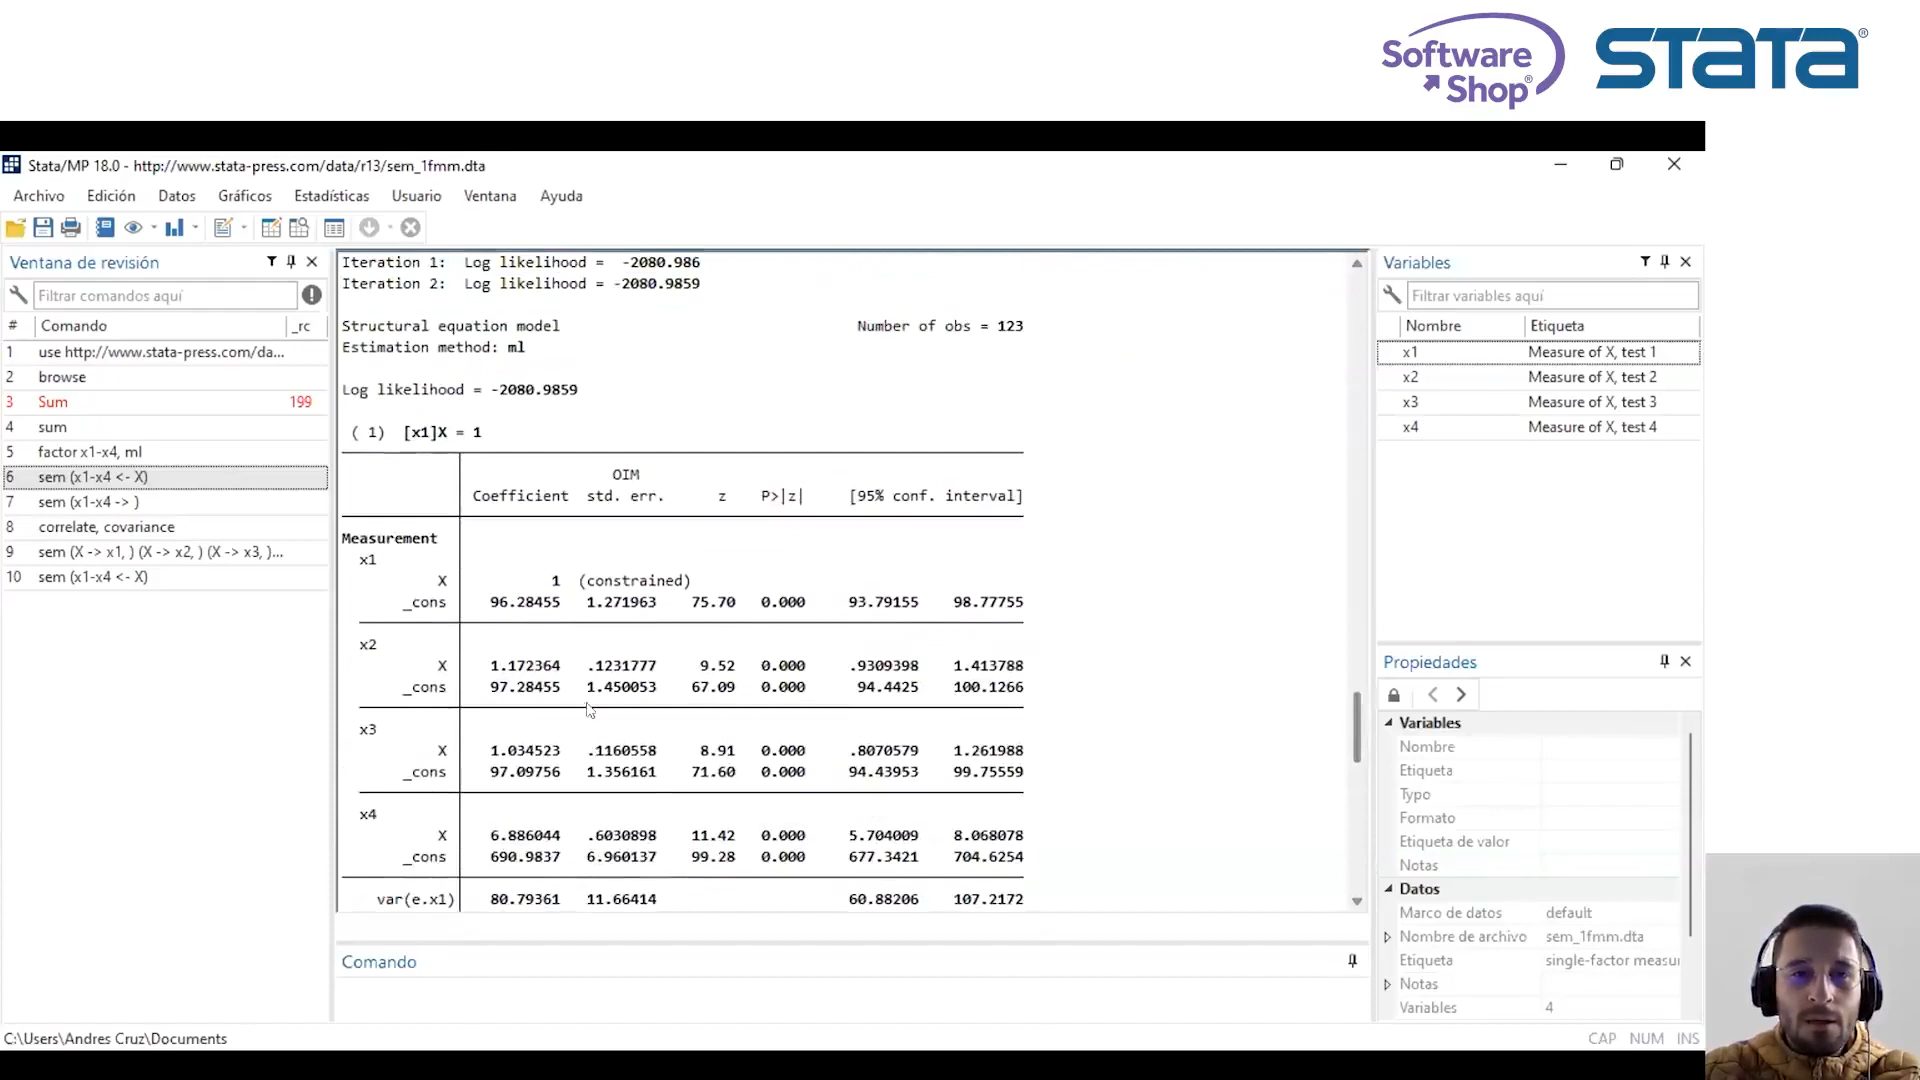 Software Shop®
STATA®
Stata/MP 18.0 - http://www.stata-press.com/data/r13/sem_1fmm.dta
Archivo Edición Datos Gráficos Estadísticas Usuario Ventana Ayuda
Ventana de revisión
Filtrar comandos aquí
# Comando _rc
1 use http://www.stata-press.com/da...
2 browse
3 Sum 199
4 sum
5 factor x1-x4, ml
6 sem (x1-x4 <- X)
7 sem (x1-x4 -> )
8 correlate, covariance
9 sem (X -> x1, ) (X -> x2, ) (X -> x3, )...
10 sem (x1-x4 <- X)
Iteration 1: Log likelihood = -2080.986
Iteration 2: Log likelihood = -2080.9859
Structural equation model Number of obs = 123
Estimation method: ml
Log likelihood = -2080.9859
( 1) [x1]X = 1
OIM
Coefficient std. err. z P>|z| [95% conf. interval]
Measurement
x1
X 1 (constrained)
_cons 96.28455 1.271963 75.70 0.000 93.79155 98.77755
x2
X 1.172364 .1231777 9.52 0.000 .9309398 1.413788
_cons 97.28455 1.450053 67.09 0.000 94.4425 100.1266
x3
X 1.034523 .1160558 8.91 0.000 .8070579 1.261988
_cons 97.09756 1.356161 71.60 0.000 94.43953 99.75559
x4
X 6.886044 .6030898 11.42 0.000 5.704009 8.068078
_cons 690.9837 6.960137 99.28 0.000 677.3421 704.6254
var(e.x1) 80.79361 11.66414 60.88206 107.2172
Comando
Variables
Filtrar variables aquí
Nombre Etiqueta
x1 Measure of X, test 1
x2 Measure of X, test 2
x3 Measure of X, test 3
x4 Measure of X, test 4
Propiedades
Variables
Nombre
Etiqueta
Typo
Formato
Etiqueta de valor
Notas
Datos
Marco de datos default
Nombre de archivo sem_1fmm.dta
Etiqueta single-factor measu
Notas
Variables 4
C:\Users\Andres Cruz\Documents
CAP NUM INS